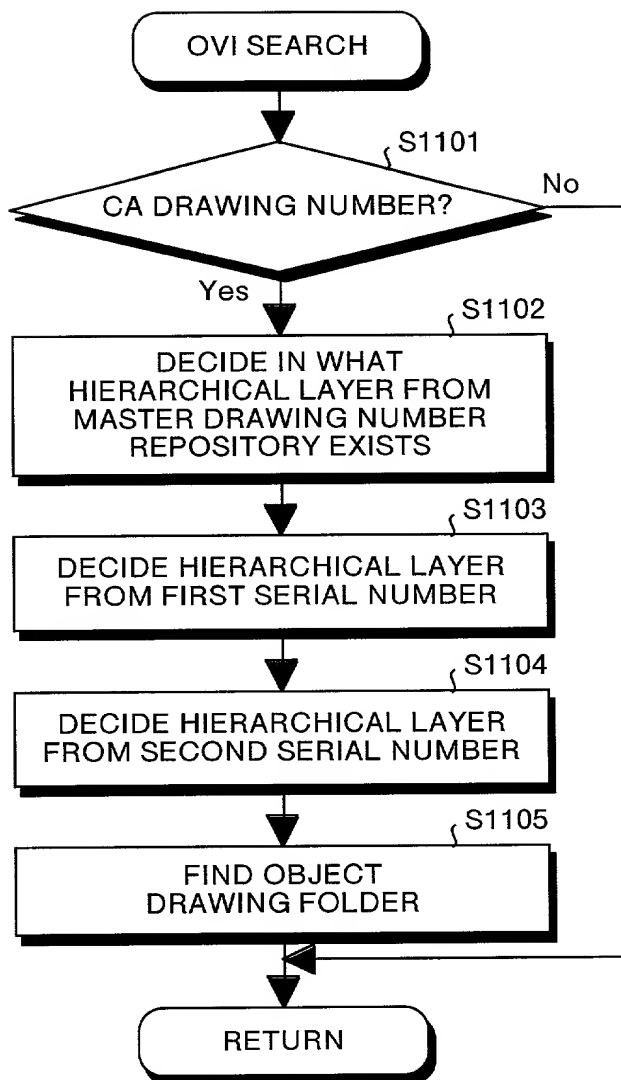 OVI SEARCH
S1101
CA DRAWING NUMBER?
No
Yes
S1102
DECIDE IN WHAT
HIERARCHICAL LAYER FROM
MASTER DRAWING NUMBER
REPOSITORY EXISTS
S1103
DECIDE HIERARCHICAL LAYER
FROM FIRST SERIAL NUMBER
S1104
DECIDE HIERARCHICAL LAYER
FROM SECOND SERIAL NUMBER
S1105
FIND OBJECT
DRAWING FOLDER
RETURN